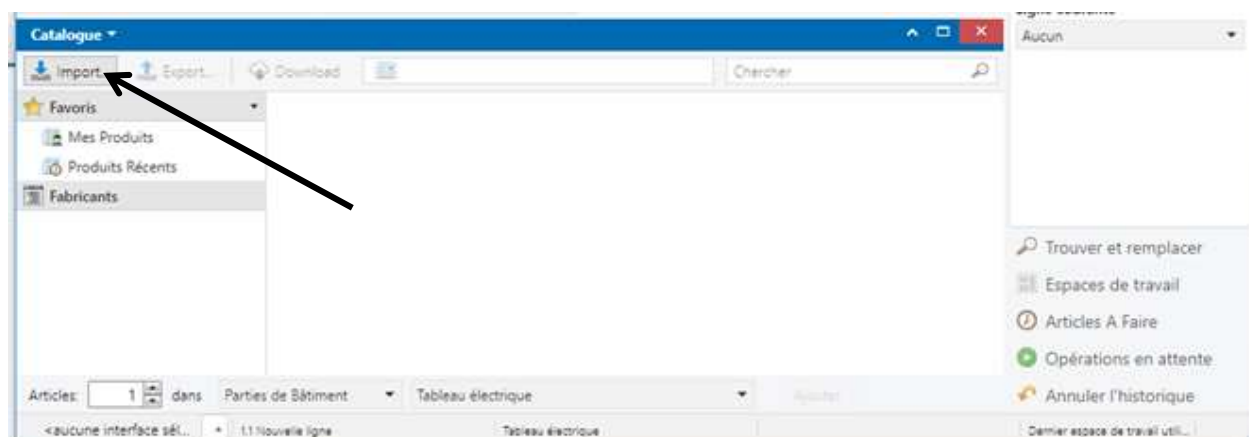 Catalogue
Aucun
Import... Export... Download Chercher
Favoris
Mes Produits
Produits Récents
Fabricants
Trouver et remplacer
Espaces de travail
Articles A Faire
Opérations en attente
Annuler l'historique
Articles: 1 dans Parties de Bâtiment Tableau électrique Ajouter
<aucune interface sél... 1.1 Nouvelle ligne Tableau électrique Dernier espace de travail utili...